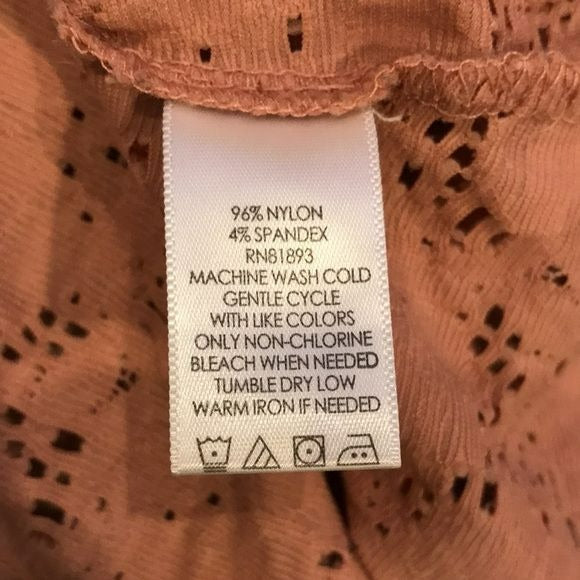 96% NYLON
4% SPANDEX
RN81893
MACHINE WASH COLD
GENTLE CYCLE
WITH LIKE COLORS
ONLY NON-CHLORINE
BLEACH WHEN NEEDED
TUMBLE DRY LOW
WARM IRON IF NEEDED